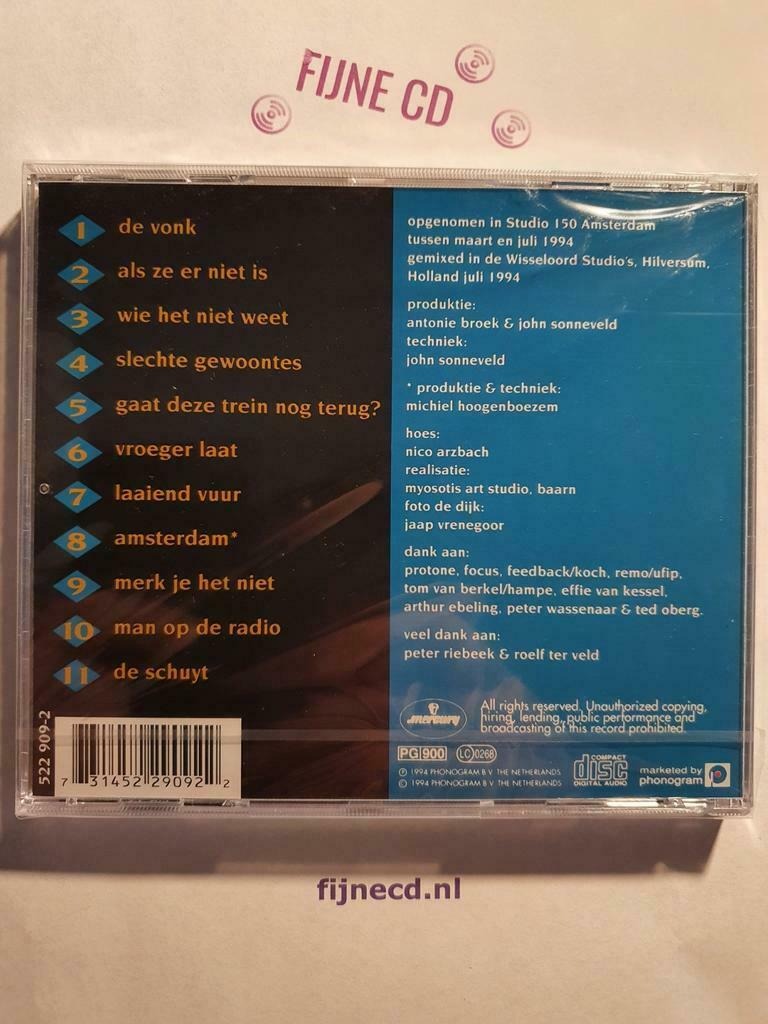 FIJNE CD
1 de vonk
2 als ze er niet is
3 wie het niet weet
4 slechte gewoontes
5 gaat deze trein nog terug?
6 vroeger laat
7 laaiend vuur
8 amsterdam*
9 merk je het niet
10 man op de radio
11 de schuyt
522 909-2
7 31452 29092 2
opgenomen in Studio 150 Amsterdam
tussen maart en juli 1994
gemixed in de Wisseloord Studio's, Hilversum,
Holland juli 1994
produktie:
antonie broek & john sonneveld
techniek:
john sonneveld
* produktie & techniek:
michiel hoogenboezem
hoes:
nico arzbach
realisatie:
myosotis art studio, baarn
foto de dijk:
jaap vrenegoor
dank aan:
protone, focus, feedback/koch, remo/ufip,
tom van berkel/hampe, effie van kessel,
arthur ebeling, peter wassenaar & ted oberg.
veel dank aan:
peter riebeek & roelf ter veld
mercury
All rights reserved. Unauthorized copying,
hiring, lending, public performance and
broadcasting of this record prohibited.
PG 900 LC 0268
℗ 1994 PHONOGRAM B.V. THE NETHERLANDS
© 1994 PHONOGRAM B.V. THE NETHERLANDS
COMPACT
disc
DIGITAL AUDIO
marketed by
phonogram
fijnecd.nl